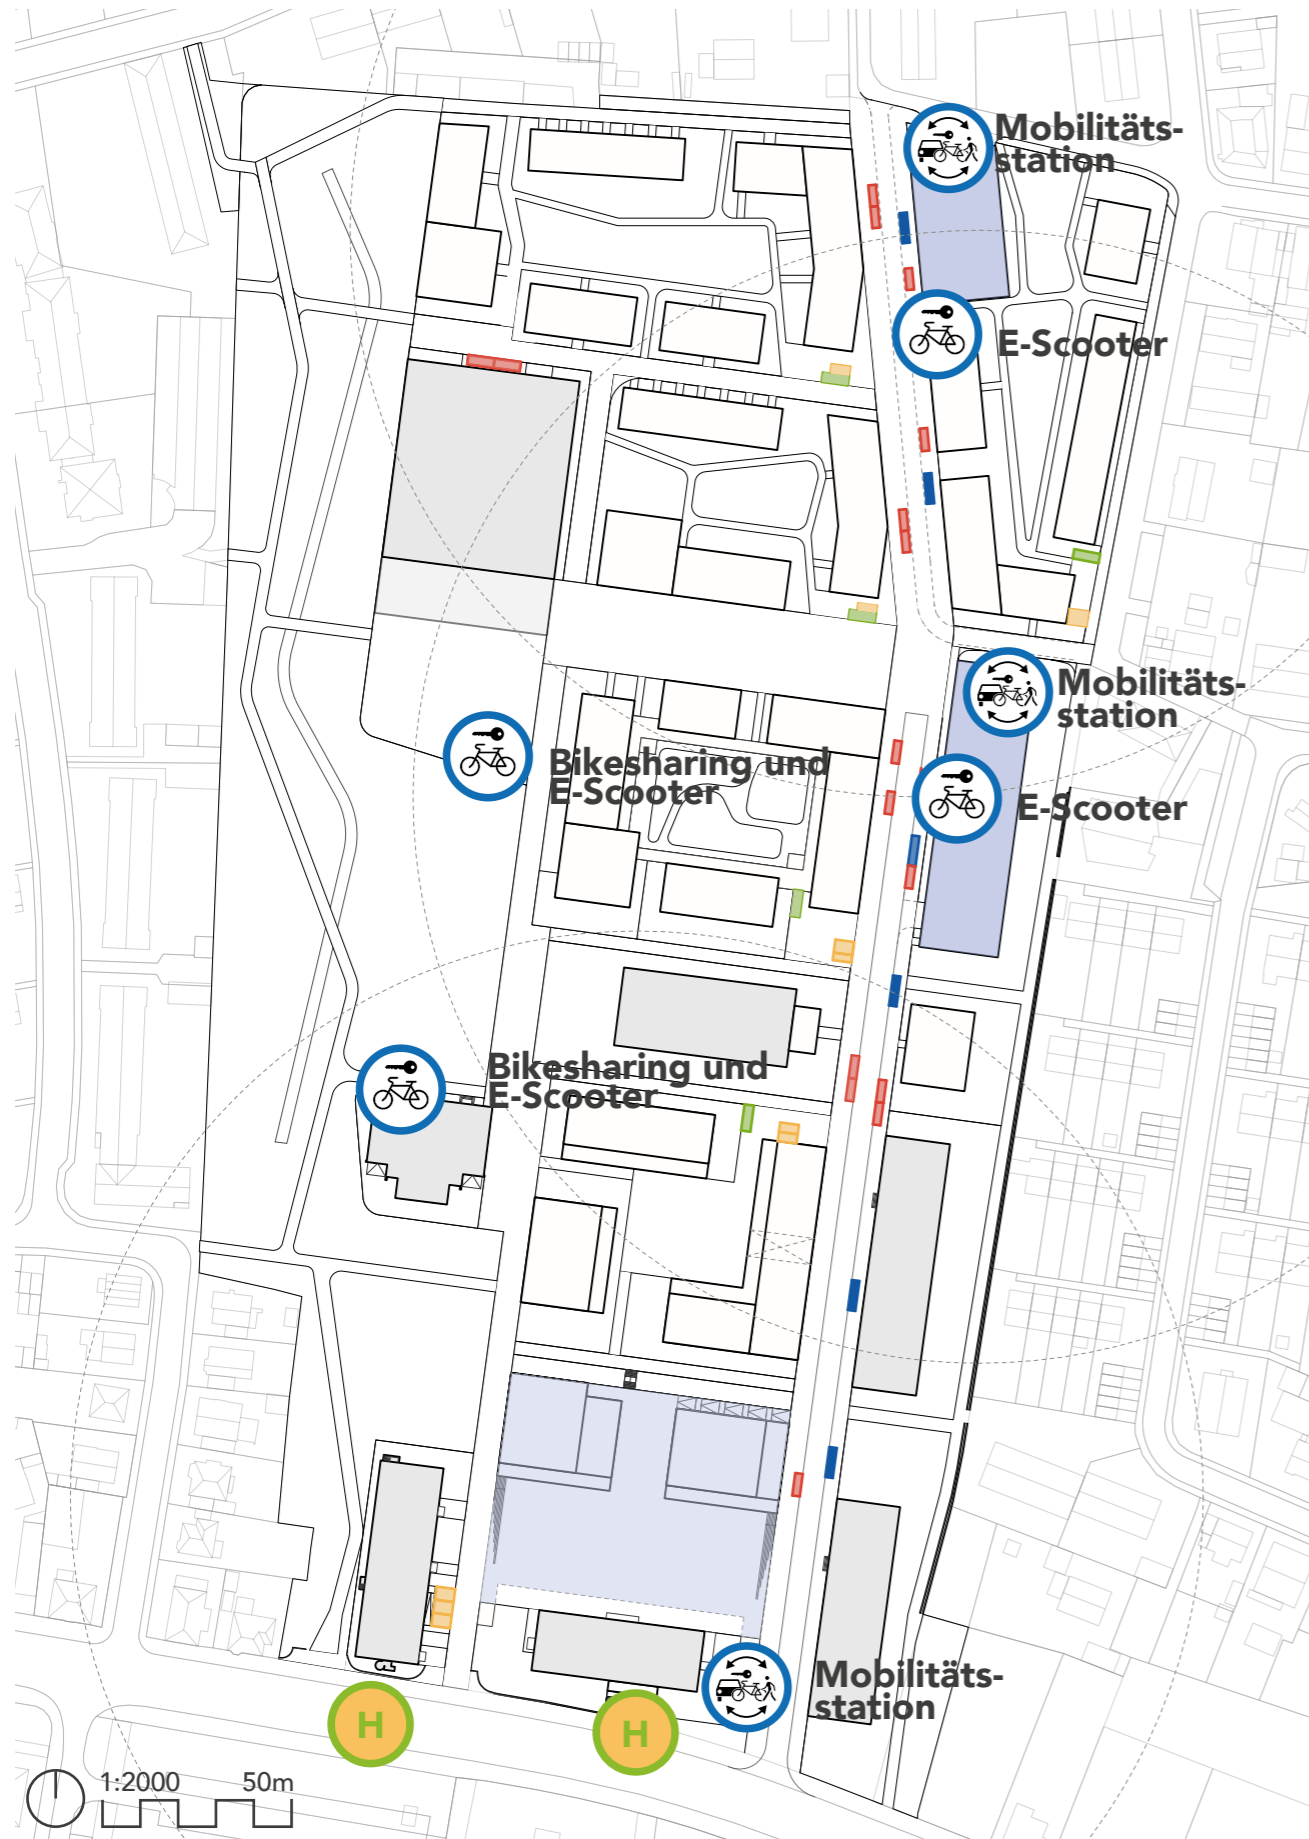 Mobilitäts-
station
E-Scooter
Mobilitäts-
station
Bikesharing und
E-Scooter
E-Scooter
Bikesharing und
E-Scooter
Mobilitäts-
station
H
H
1:2000 50m